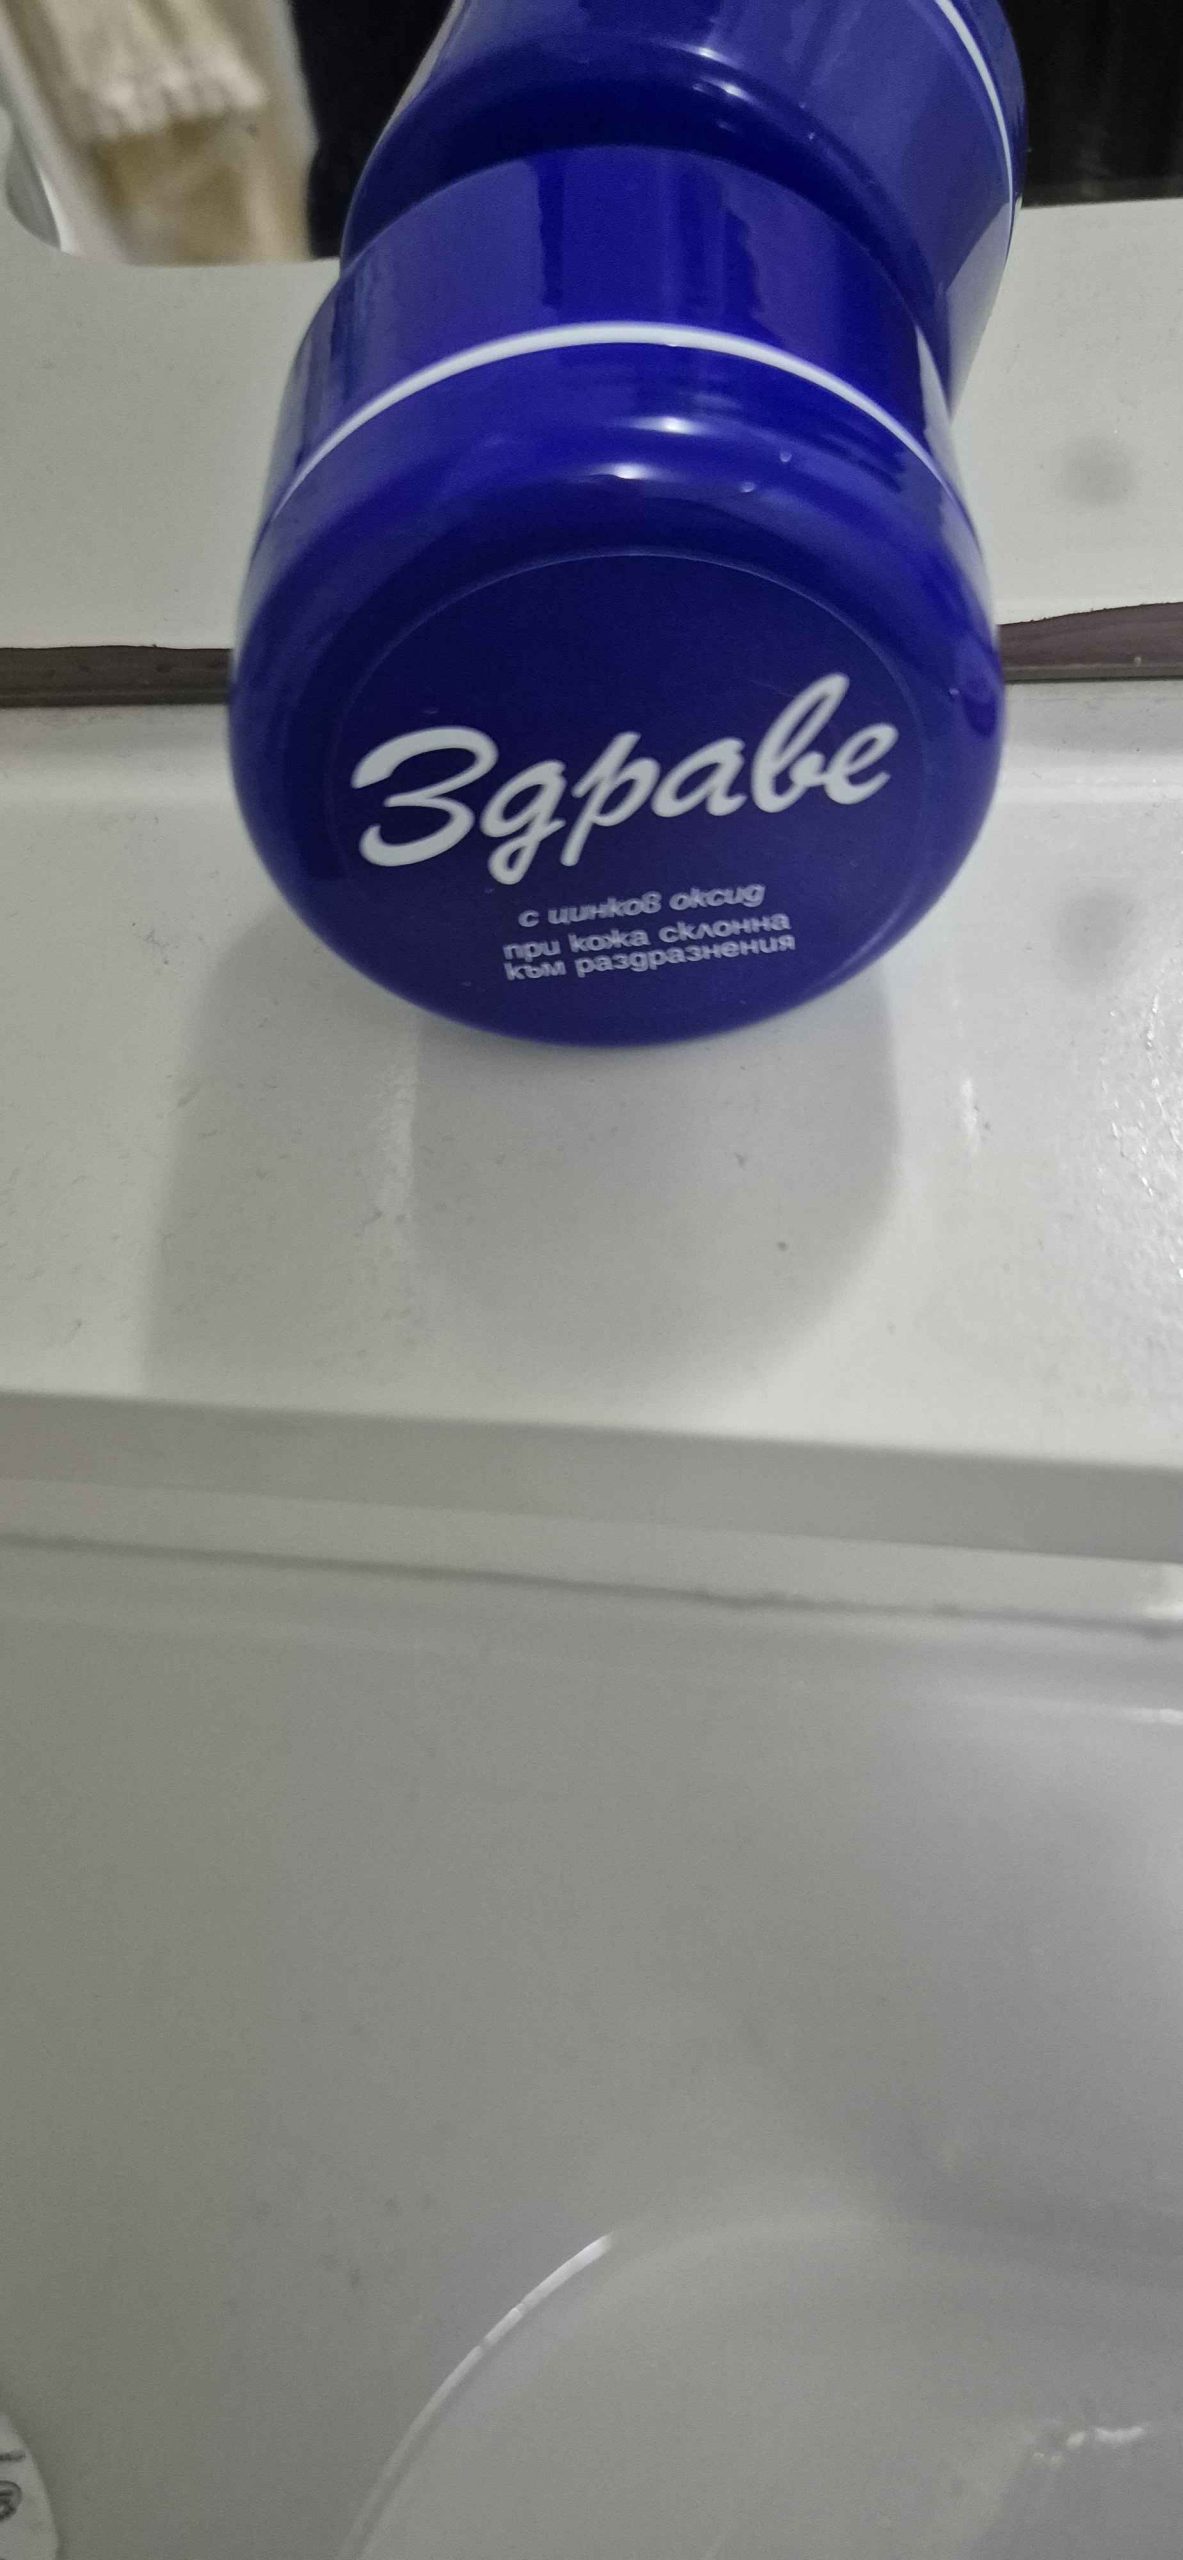 Здраве
с цинков оксид
при кожа склонна
към раздразнения